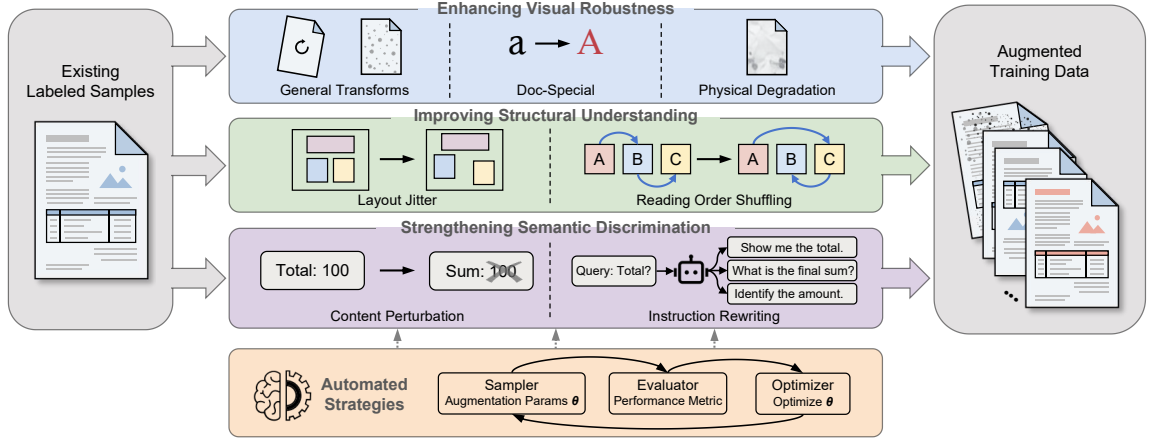 Existing
Labeled Samples
Enhancing Visual Robustness
General Transforms
a
A
Doc-Special
Physical Degradation
Improving Structural Understanding
Layout Jitter
A
B
C
A
B
C
Reading Order Shuffling
Strengthening Semantic Discrimination
Total: 100
Sum: 100
Content Perturbation
Query: Total?
Show me the total.
What is the final sum?
Identify the amount.
Instruction Rewriting
Automated
Strategies
Sampler
Augmentation Params θ
Evaluator
Performance Metric
Optimizer
Optimize θ
Augmented
Training Data